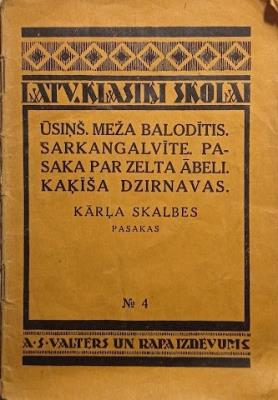 LATV. KLASIĶI SKOLAI
ŪSIŅŠ. MEŽA BALODĪTIS.
SARKANGALVĪTE. PA-
SAKA PAR ZELTA ĀBELI.
KAĶĪŠA DZIRNAVAS.
KĀRĻA SKALBES
PASAKAS
№ 4
A·S·VALTERS UN RAPA IZDEVUMS